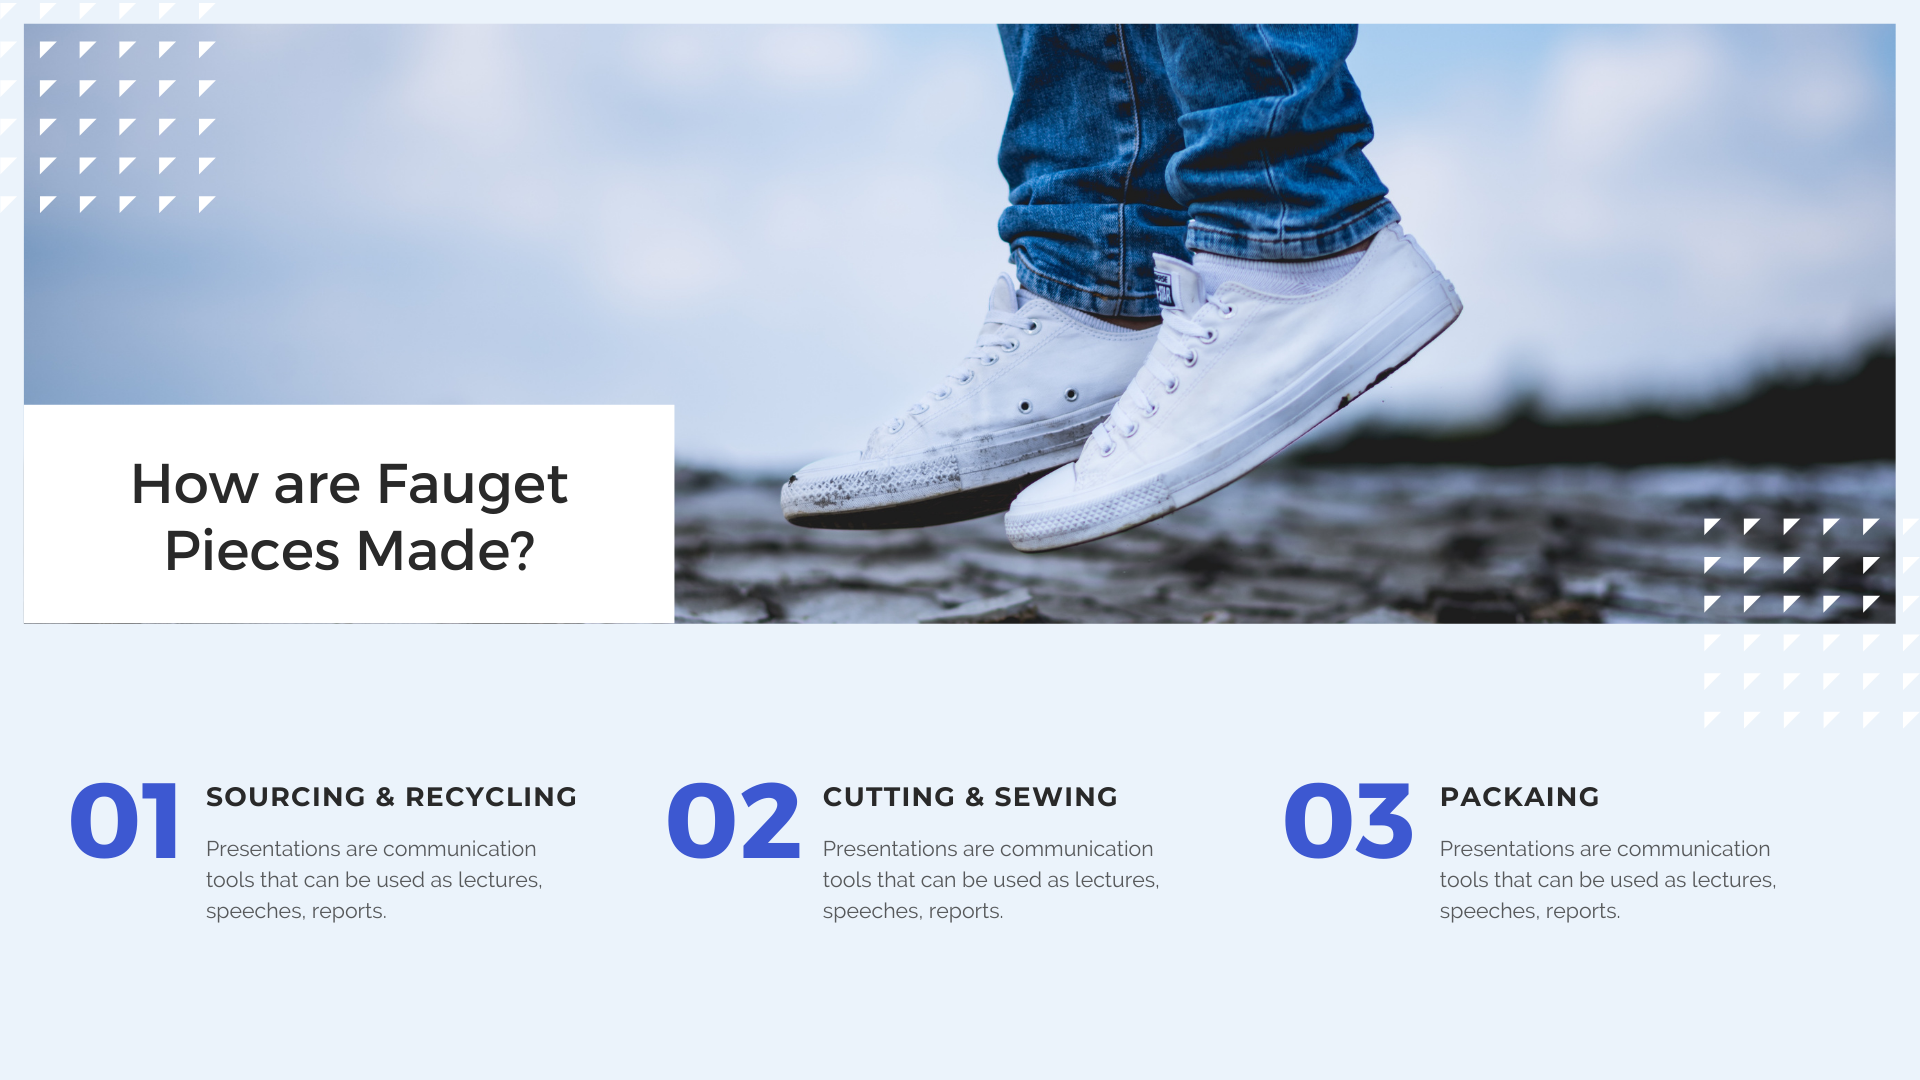 How are Fauget
Pieces Made?
01
SOURCING & RECYCLING
Presentations are communication
tools that can be used as lectures,
speeches, reports.
02
CUTTING & SEWING
Presentations are communication
tools that can be used as lectures,
speeches, reports.
03
PACKAING
Presentations are communication
tools that can be used as lectures,
speeches, reports.